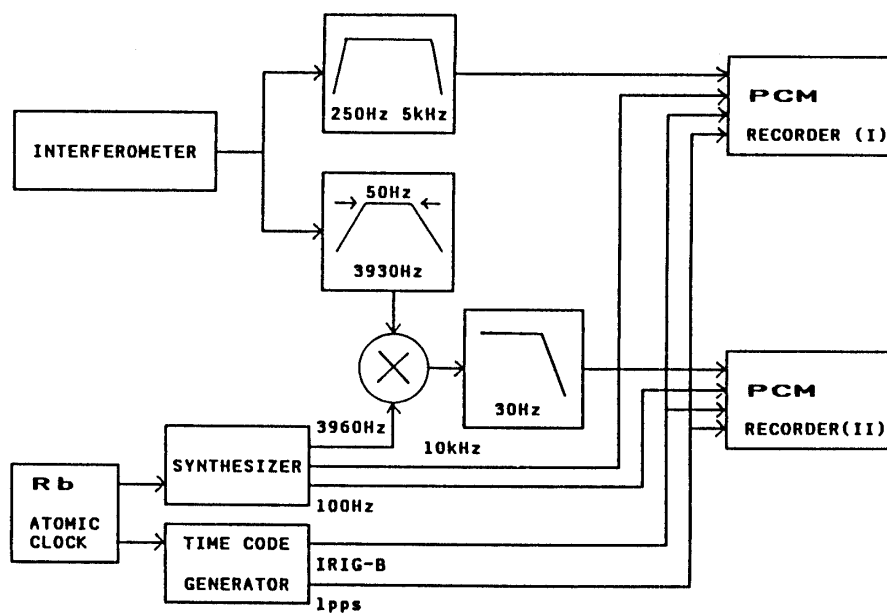 250Hz 5kHz
PCM
RECORDER (I)
INTERFEROMETER
50Hz
3930Hz
30Hz
PCM
RECORDER(II)
3960Hz
10kHz
SYNTHESIZER
100Hz
Rb
ATOMIC
CLOCK
TIME CODE
GENERATOR
IRIG-B
1pps